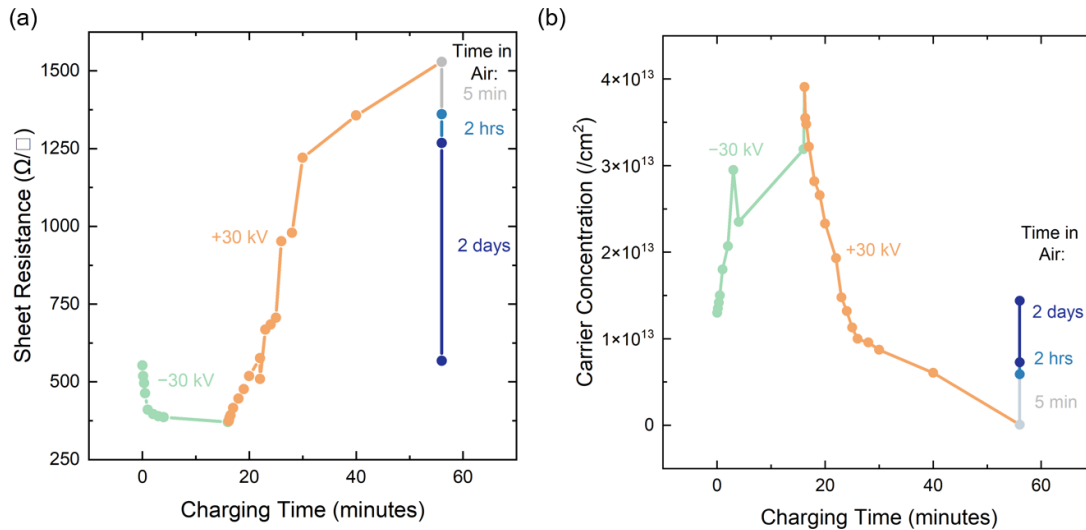 (a)
Sheet Resistance (Ω/□)
1500
1250
1000
750
500
250
0
20
40
60
Charging Time (minutes)
−30 kV
+30 kV
Time in
Air:
5 min
2 hrs
2 days
(b)
Carrier Concentration (/cm²)
4×10¹³
3×10¹³
2×10¹³
1×10¹³
0
0
20
40
60
Charging Time (minutes)
−30 kV
+30 kV
Time in
Air:
2 days
2 hrs
5 min